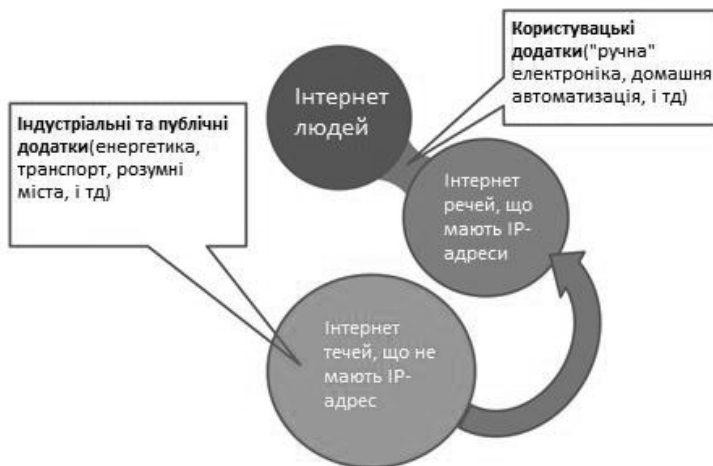 Користувацькі
додатки("ручна"
електроніка, домашня
автоматизація, і тд)
Інтернет
людей
Індустріальні та публічні
додатки(енергетика,
транспорт, розумні
міста, і тд)
Інтернет
речей, що
мають IP-
адреси
Інтернет
течей, що не
мають IP-
адрес